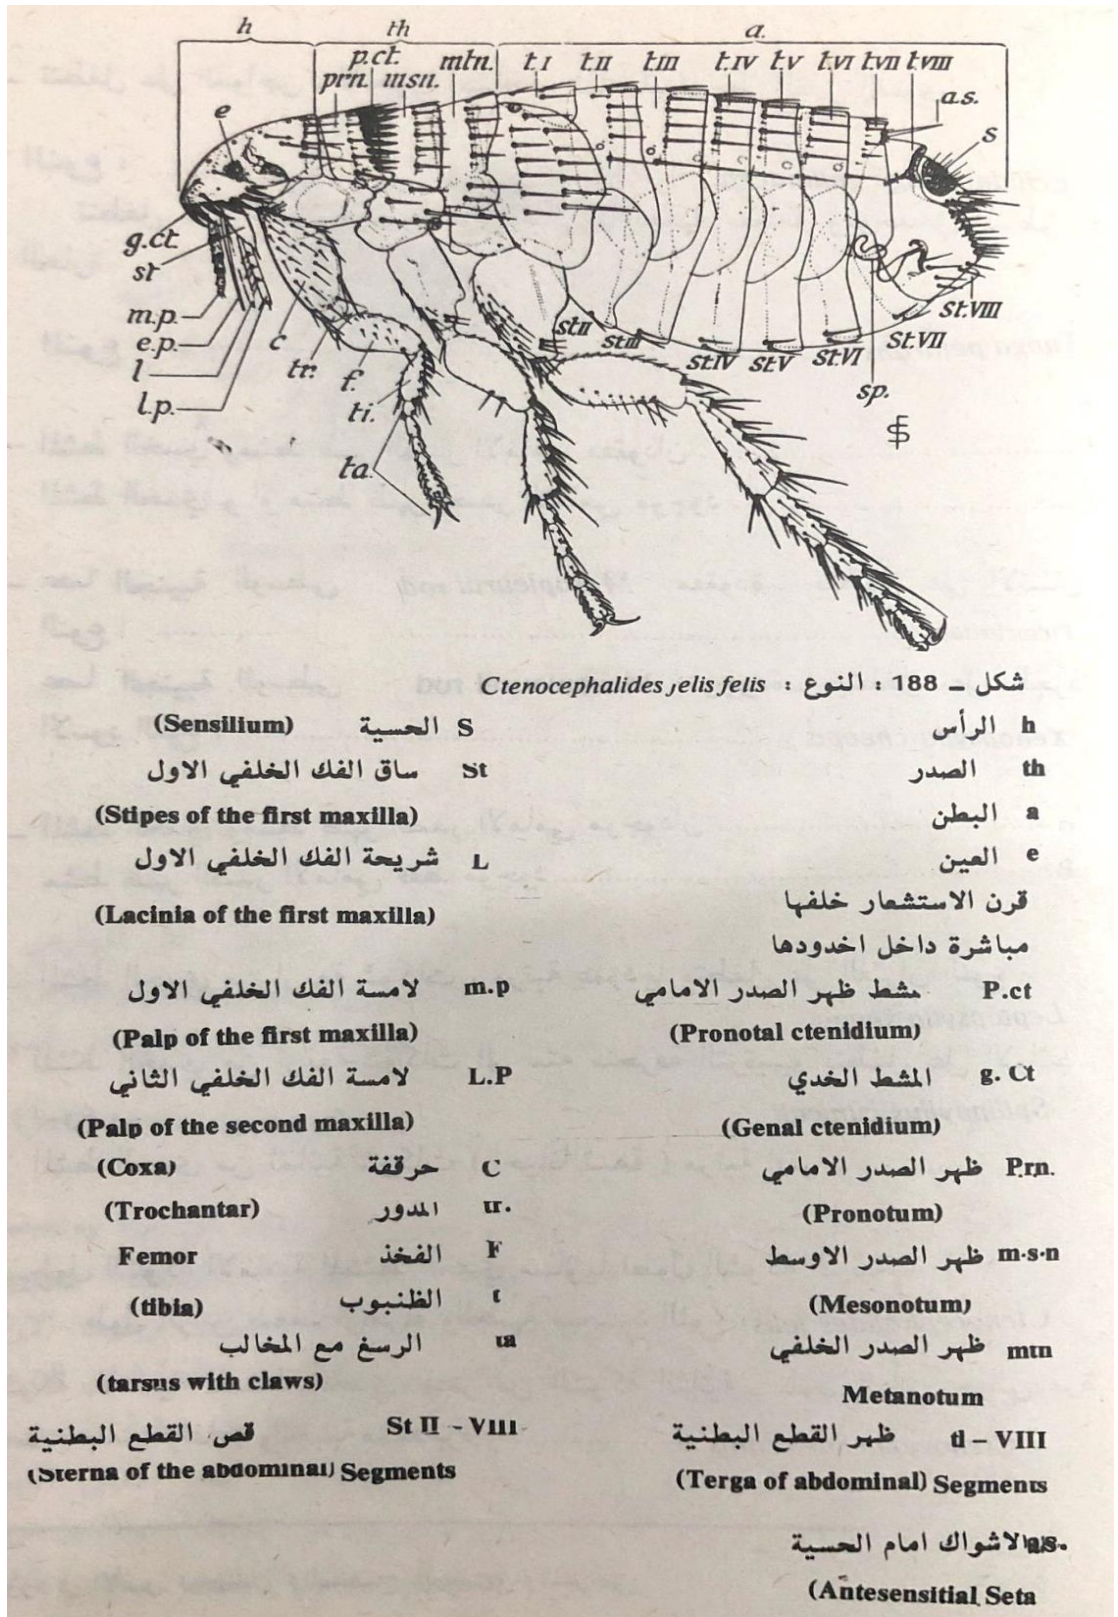 h th a.
p.ct. mtn. t.I t.II t.III t.IV t.V t.VI t.VII t.VIII
prn. msn.
a.s.
e
s
g.ct.
st
m.p.
e.p.
c
l
tr.
l.p.
f.
ti.
ta.
st.II
st.III
st.IV
st.V
st.VI
st.VII
st.VIII
sp.
شكل ــ 188 : النوع : Ctenocephalides felis felis
h الرأس
th الصدر
a البطن
e العين
قرن الاستشعار خلفها
مباشرة داخل اخدودها
P.ct مشط ظهر الصدر الامامي
(Pronotal ctenidium)
g. Ct المشط الخدي
(Genal ctenidium)
P.rn. ظهر الصدر الامامي
(Pronotum)
m.s.n ظهر الصدر الاوسط
(Mesonotum)
mtn ظهر الصدر الخلفي
Metanotum
tI – VIII ظهر القطع البطنية
(Terga of abdominal) Segments
a.s. الاشواك امام الحسية
(Antesensitial Seta
S الحسية (Sensilium)
St ساق الفك الخلفي الاول
(Stipes of the first maxilla)
L شريحة الفك الخلفي الاول
(Lacinia of the first maxilla)
m.p لامسة الفك الخلفي الاول
(Palp of the first maxilla)
L.P لامسة الفك الخلفي الثاني
(Palp of the second maxilla)
C حرقفة (Coxa)
tr. المدور (Trochantar)
F الفخذ Femor
t الظنبوب (tibia)
ta الرسغ مع المخالب
(tarsus with claws)
St II – VIII قص القطع البطنية
(Sterna of the abdominal) Segments